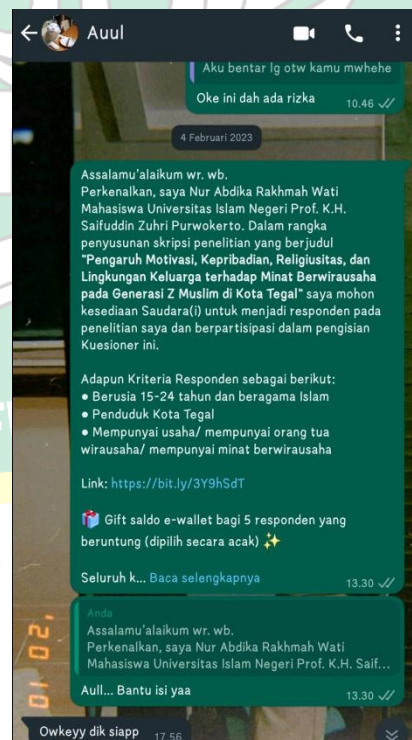 Auul
Aku bentar lg otw kamu mwhehe
Oke ini dah ada rizka 10.46
4 Februari 2023
Assalamu'alaikum wr. wb.
Perkenalkan, saya Nur Abdika Rakhmah Wati
Mahasiswa Universitas Islam Negeri Prof. K.H.
Saifuddin Zuhri Purwokerto. Dalam rangka
penyusunan skripsi penelitian yang berjudul
"Pengaruh Motivasi, Kepribadian, Religiusitas, dan
Lingkungan Keluarga terhadap Minat Berwirausaha
pada Generasi Z Muslim di Kota Tegal" saya mohon
kesediaan Saudara(i) untuk menjadi responden pada
penelitian saya dan berpartisipasi dalam pengisian
Kuesioner ini.
Adapun Kriteria Responden sebagai berikut:
● Berusia 15-24 tahun dan beragama Islam
● Penduduk Kota Tegal
● Mempunyai usaha/ mempunyai orang tua
wirausaha/ mempunyai minat berwirausaha
Link: https://bit.ly/3Y9hSdT
🎁 Gift saldo e-wallet bagi 5 responden yang
beruntung (dipilih secara acak) ✨
Seluruh k... Baca selengkapnya 13.30
Anda
Assalamu'alaikum wr. wb.
Perkenalkan, saya Nur Abdika Rakhmah Wati
Mahasiswa Universitas Islam Negeri Prof. K.H. Saif...
Aull... Bantu isi yaa 13.30
Owkeyy dik siapp 17.56